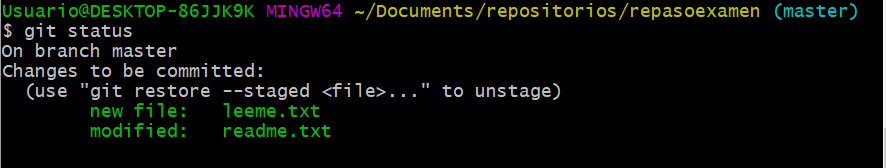 Usuario@DESKTOP-86JJK9K MINGW64 ~/Documents/repositorios/repasoexamen (master)
$ git status
On branch master
Changes to be committed:
  (use "git restore --staged <file>..." to unstage)
        new file:   leeme.txt
        modified:   readme.txt